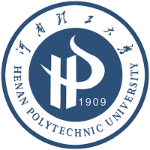 河南理工大学
HENAN POLYTECHNIC UNIVERSITY
1909